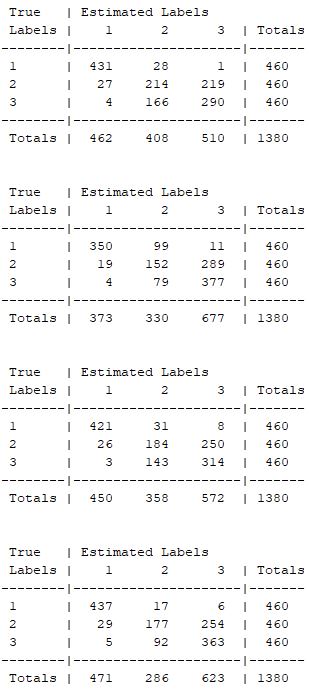 True   | Estimated Labels
Labels |    1      2      3  | Totals
-------|---------------------|-------
1      |  431     28      1  |  460
2      |   27    214    219  |  460
3      |    4    166    290  |  460
-------|---------------------|-------
Totals |  462    408    510  | 1380
True   | Estimated Labels
Labels |    1      2      3  | Totals
-------|---------------------|-------
1      |  350     99     11  |  460
2      |   19    152    289  |  460
3      |    4     79    377  |  460
-------|---------------------|-------
Totals |  373    330    677  | 1380
True   | Estimated Labels
Labels |    1      2      3  | Totals
-------|---------------------|-------
1      |  421     31      8  |  460
2      |   26    184    250  |  460
3      |    3    143    314  |  460
-------|---------------------|-------
Totals |  450    358    572  | 1380
True   | Estimated Labels
Labels |    1      2      3  | Totals
-------|---------------------|-------
1      |  437     17      6  |  460
2      |   29    177    254  |  460
3      |    5     92    363  |  460
-------|---------------------|-------
Totals |  471    286    623  | 1380